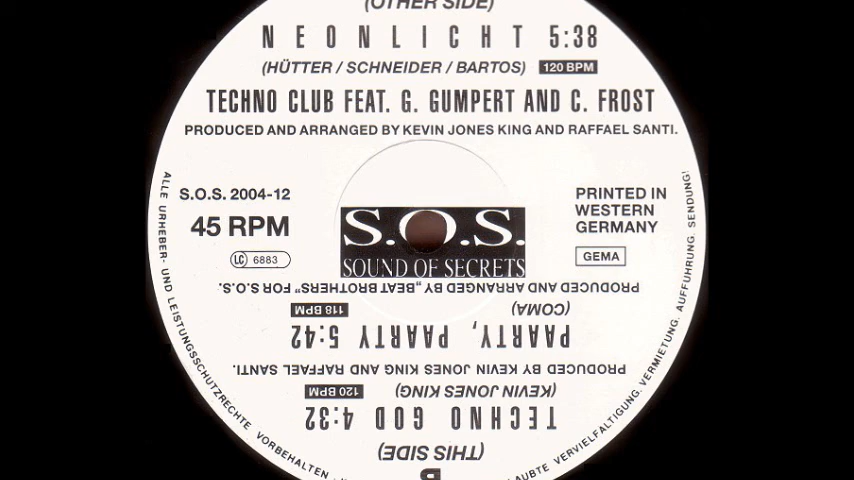 (OTHER SIDE)
NEONLICHT 5:38
(HÜTTER / SCHNEIDER / BARTOS) 120 BPM
TECHNO CLUB FEAT. G. GUMPERT AND C. FROST
PRODUCED AND ARRANGED BY KEVIN JONES KING AND RAFFAEL SANTI.
S.O.S. 2004-12
45 RPM
LC 6883
PRINTED IN
WESTERN
GERMANY
GEMA
S.O.S.
SOUND OF SECRETS
B
(THIS SIDE)
TECHNO GOD 4:32
(KEVIN JONES KING) 120 BPM
PRODUCED BY KEVIN JONES KING AND RAFFAEL SANTI.
PAARTY, PAARTY 5:42
(COMA) 118 BPM
PRODUCED AND ARRANGED BY „BEAT BROTHERS" FOR S.O.S.
ALLE URHEBER- UND LEISTUNGSSCHUTZRECHTE VORBEHALTEN
VERVIELFÄLTIGUNG. VERMIETUNG. AUFFÜHRUNG. SENDUNG!